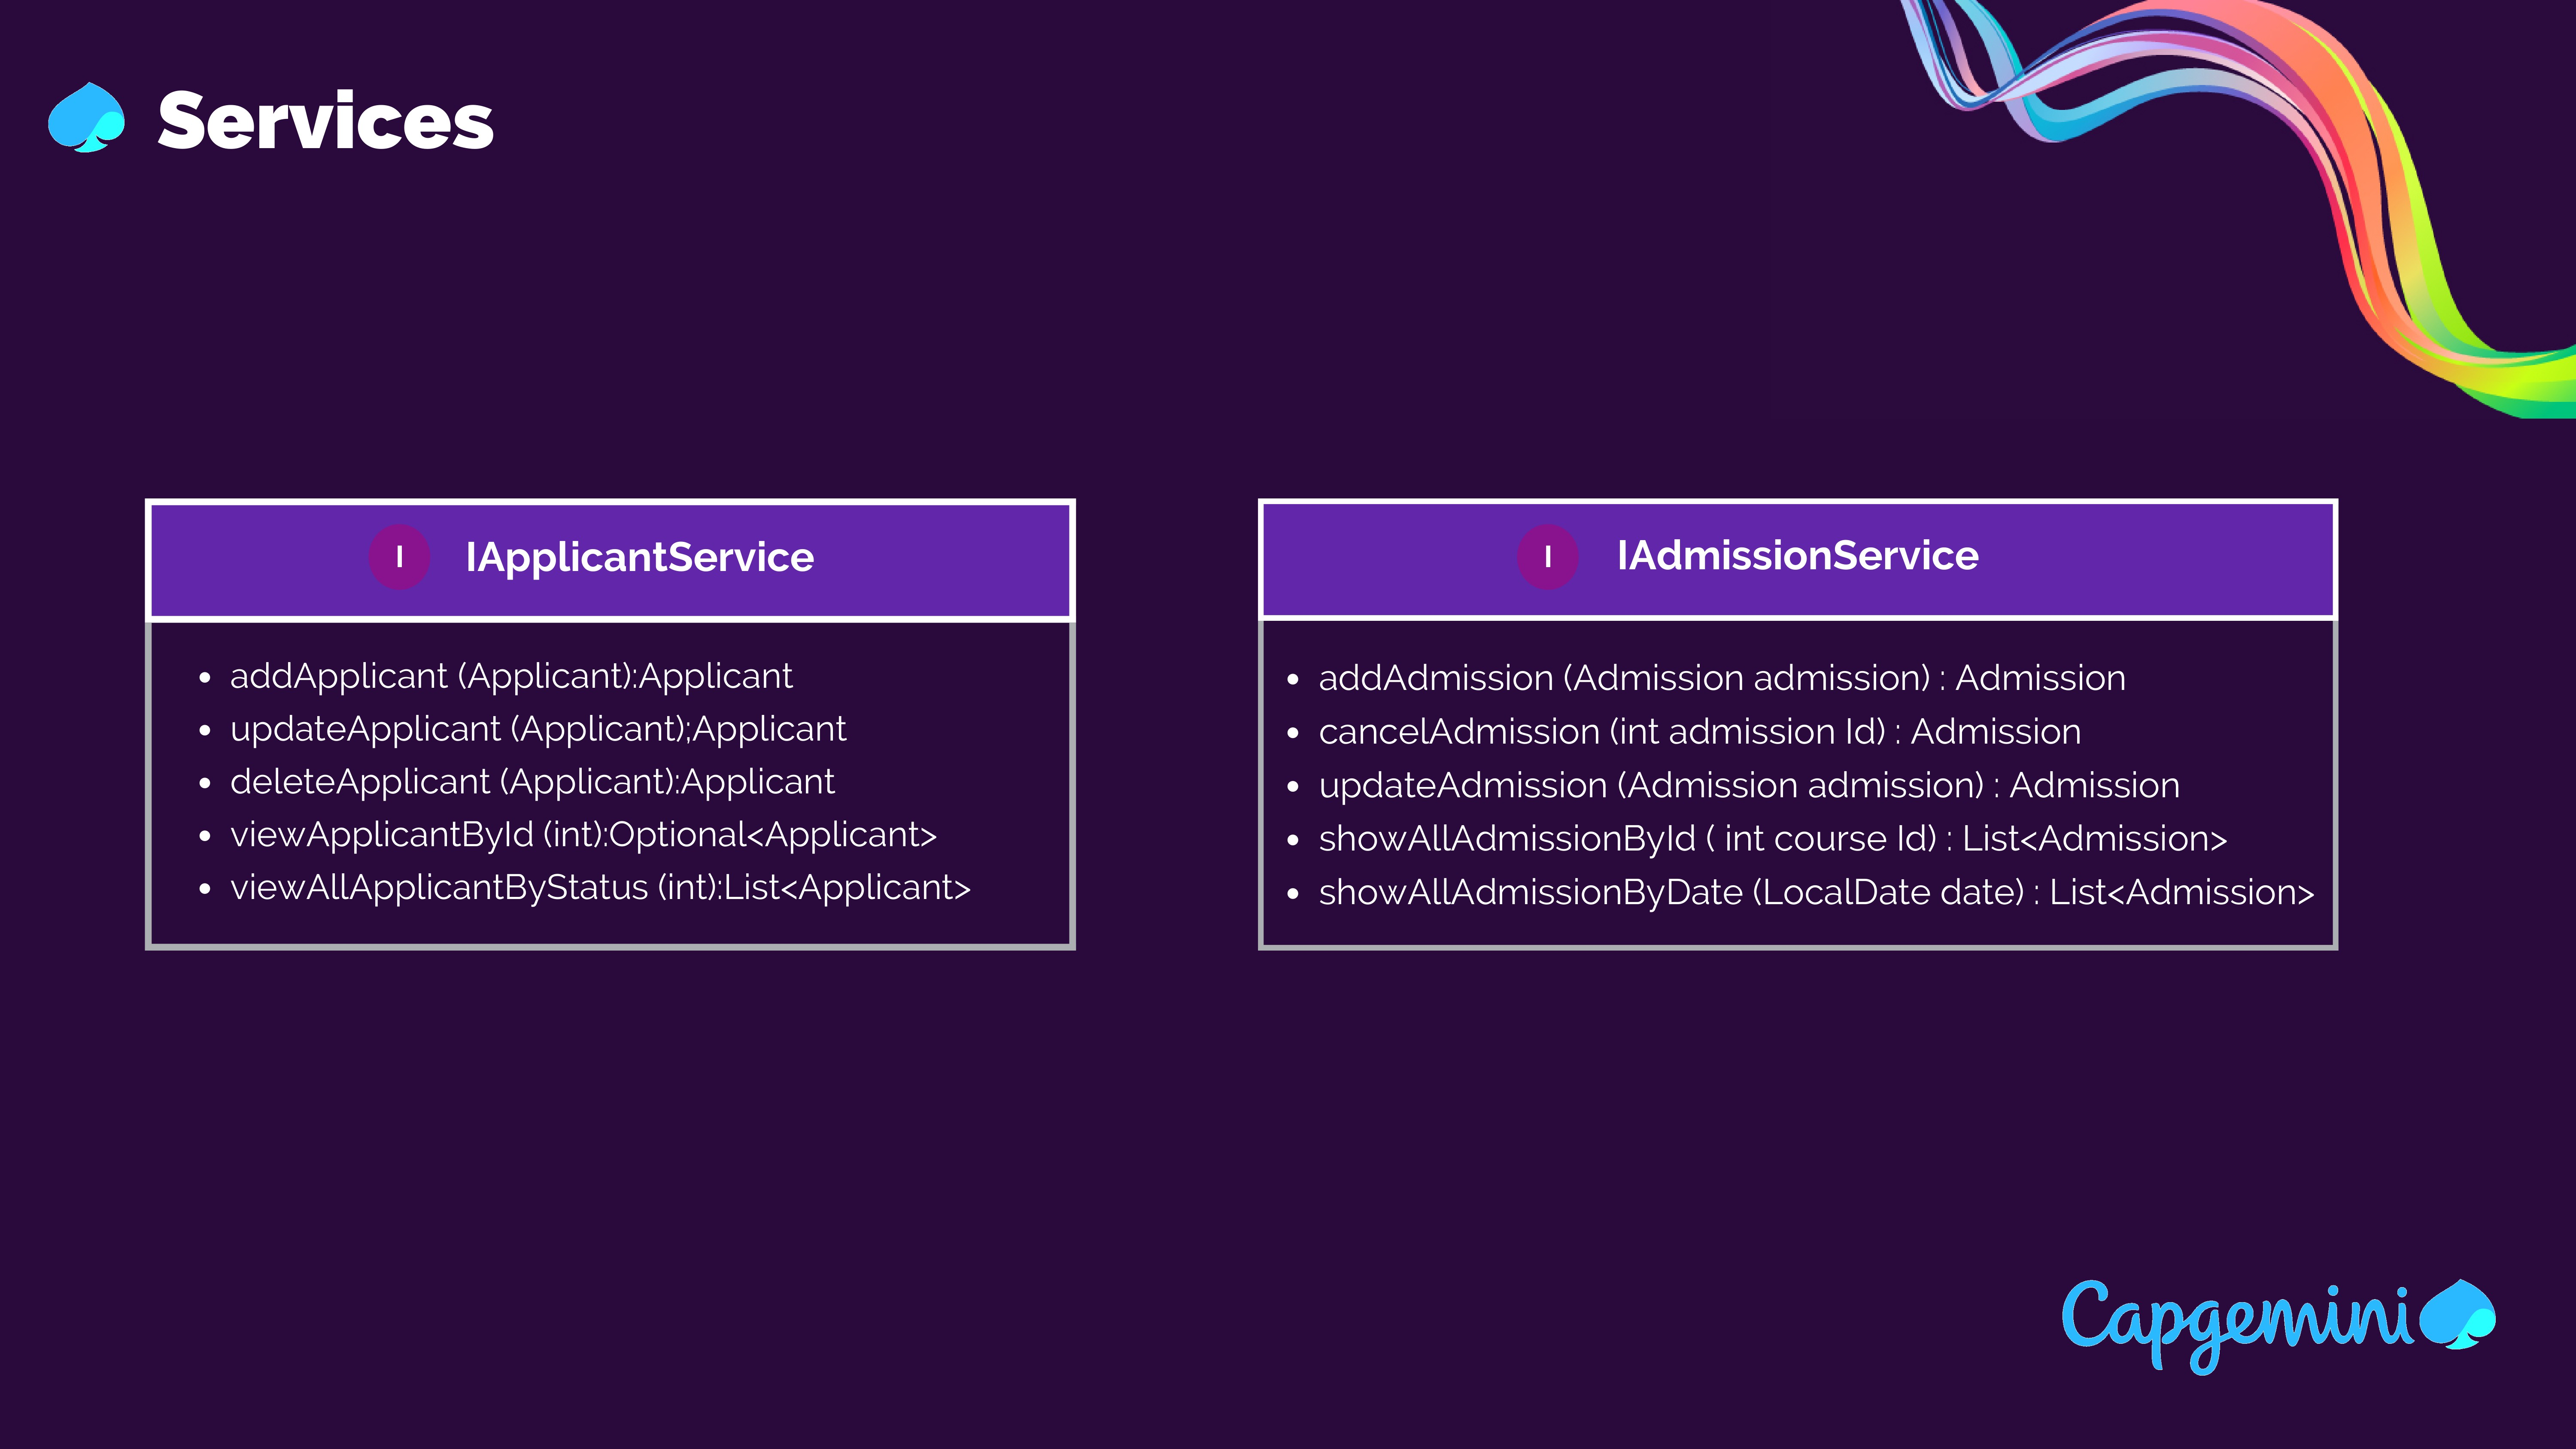 Services
I IApplicantService
• addApplicant (Applicant):Applicant
• updateApplicant (Applicant);Applicant
• deleteApplicant (Applicant):Applicant
• viewApplicantById (int):Optional<Applicant>
• viewAllApplicantByStatus (int):List<Applicant>
I IAdmissionService
• addAdmission (Admission admission) : Admission
• cancelAdmission (int admission Id) : Admission
• updateAdmission (Admission admission) : Admission
• showAllAdmissionById ( int course Id) : List<Admission>
• showAllAdmissionByDate (LocalDate date) : List<Admission>
Capgemini